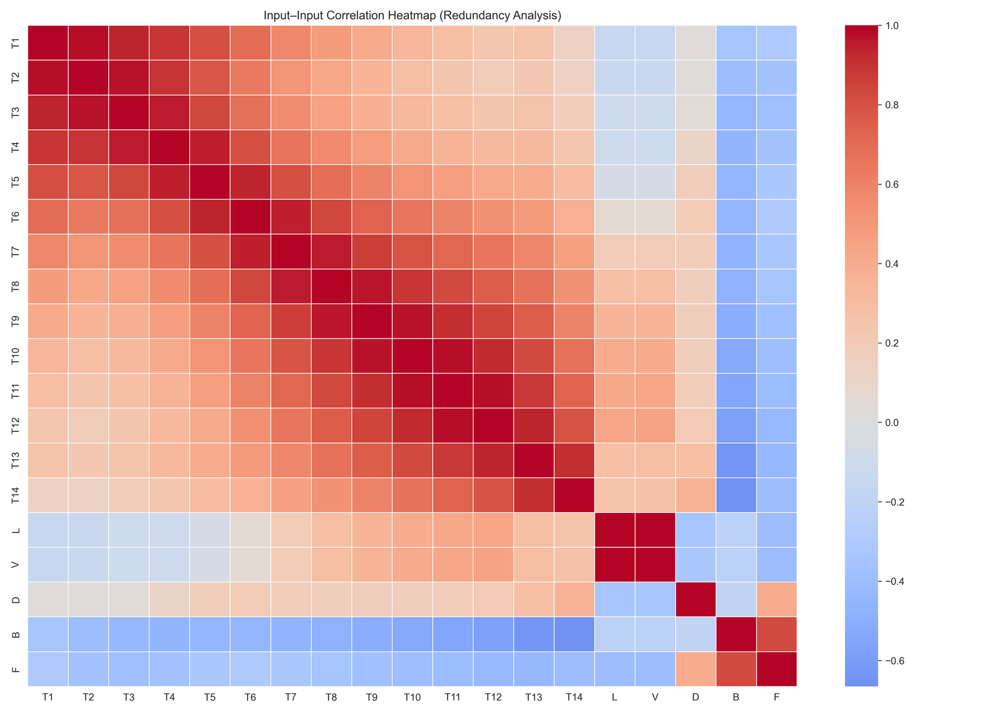 Input–Input Correlation Heatmap (Redundancy Analysis)
T1
T2
T3
T4
T5
T6
T7
T8
T9
T10
T11
T12
T13
T14
L
V
D
B
F
T1 T2 T3 T4 T5 T6 T7 T8 T9 T10 T11 T12 T13 T14 L V D B F
1.0
0.8
0.6
0.4
0.2
0.0
−0.2
−0.4
−0.6